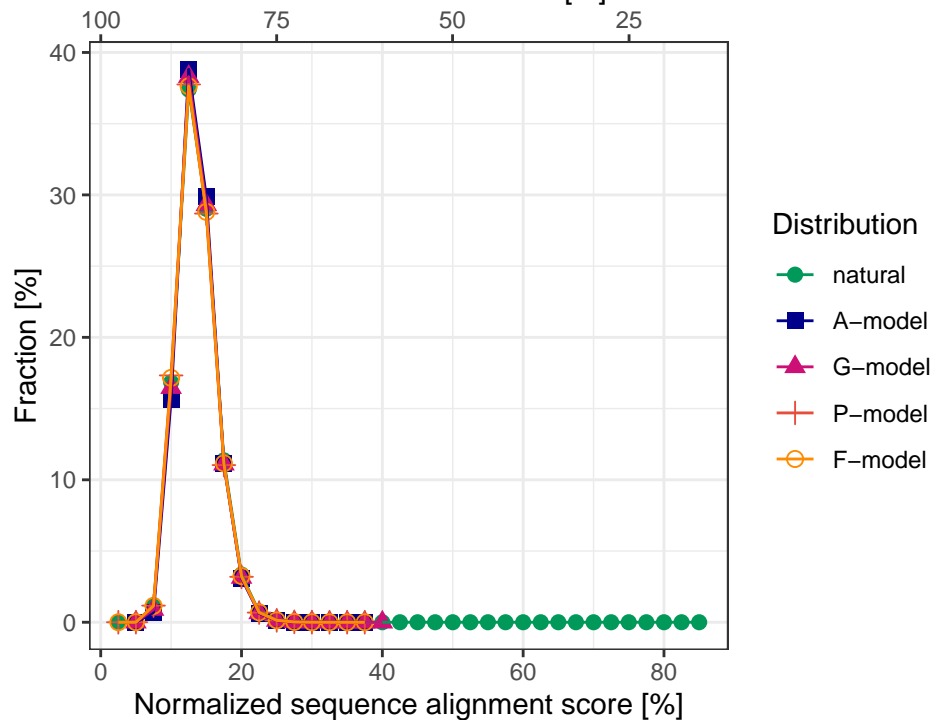 100 75 50 25
40
30
20
10
0
Fraction [%]
0 20 40 60 80
Normalized sequence alignment score [%]
Distribution
natural
A−model
G−model
P−model
F−model